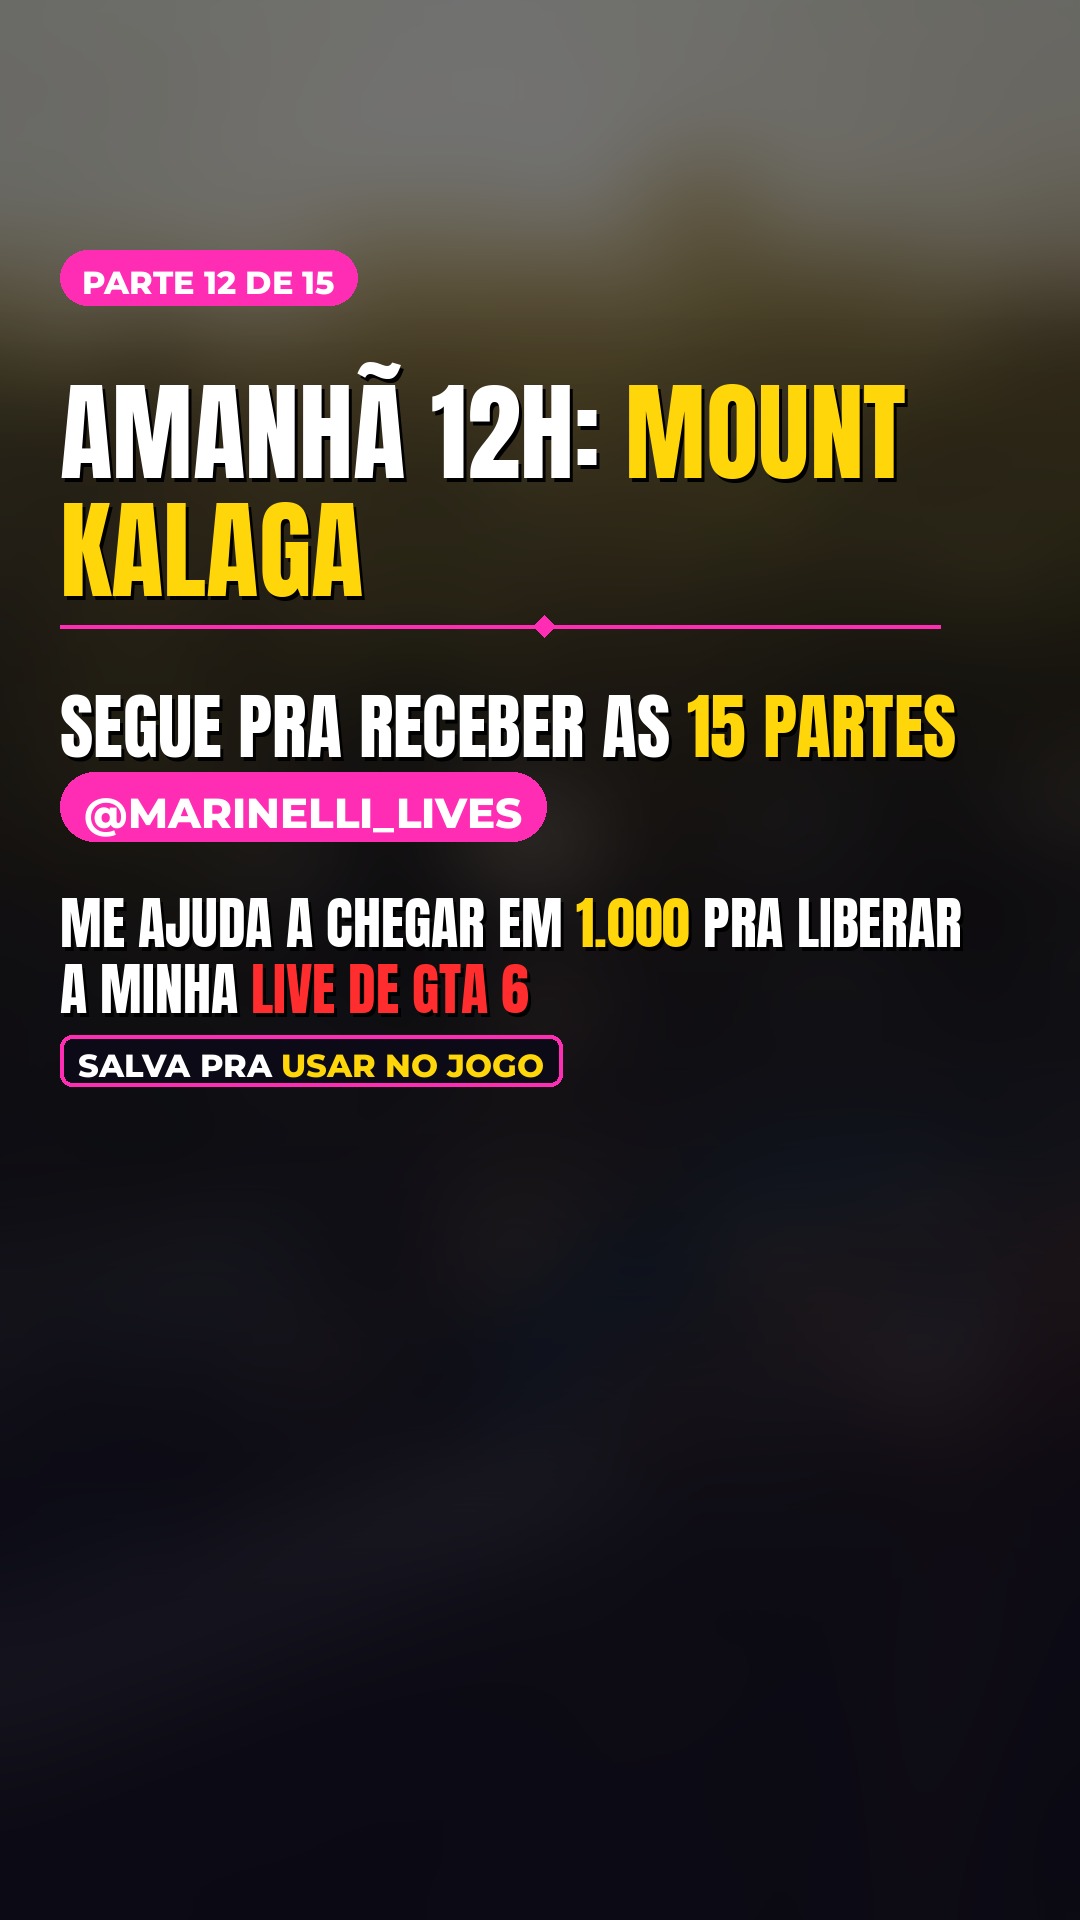 PARTE 12 DE 15
AMANHÃ 12H: MOUNT
KALAGA
SEGUE PRA RECEBER AS 15 PARTES
@MARINELLI_LIVES
ME AJUDA A CHEGAR EM 1.000 PRA LIBERAR
A MINHA LIVE DE GTA 6
SALVA PRA USAR NO JOGO